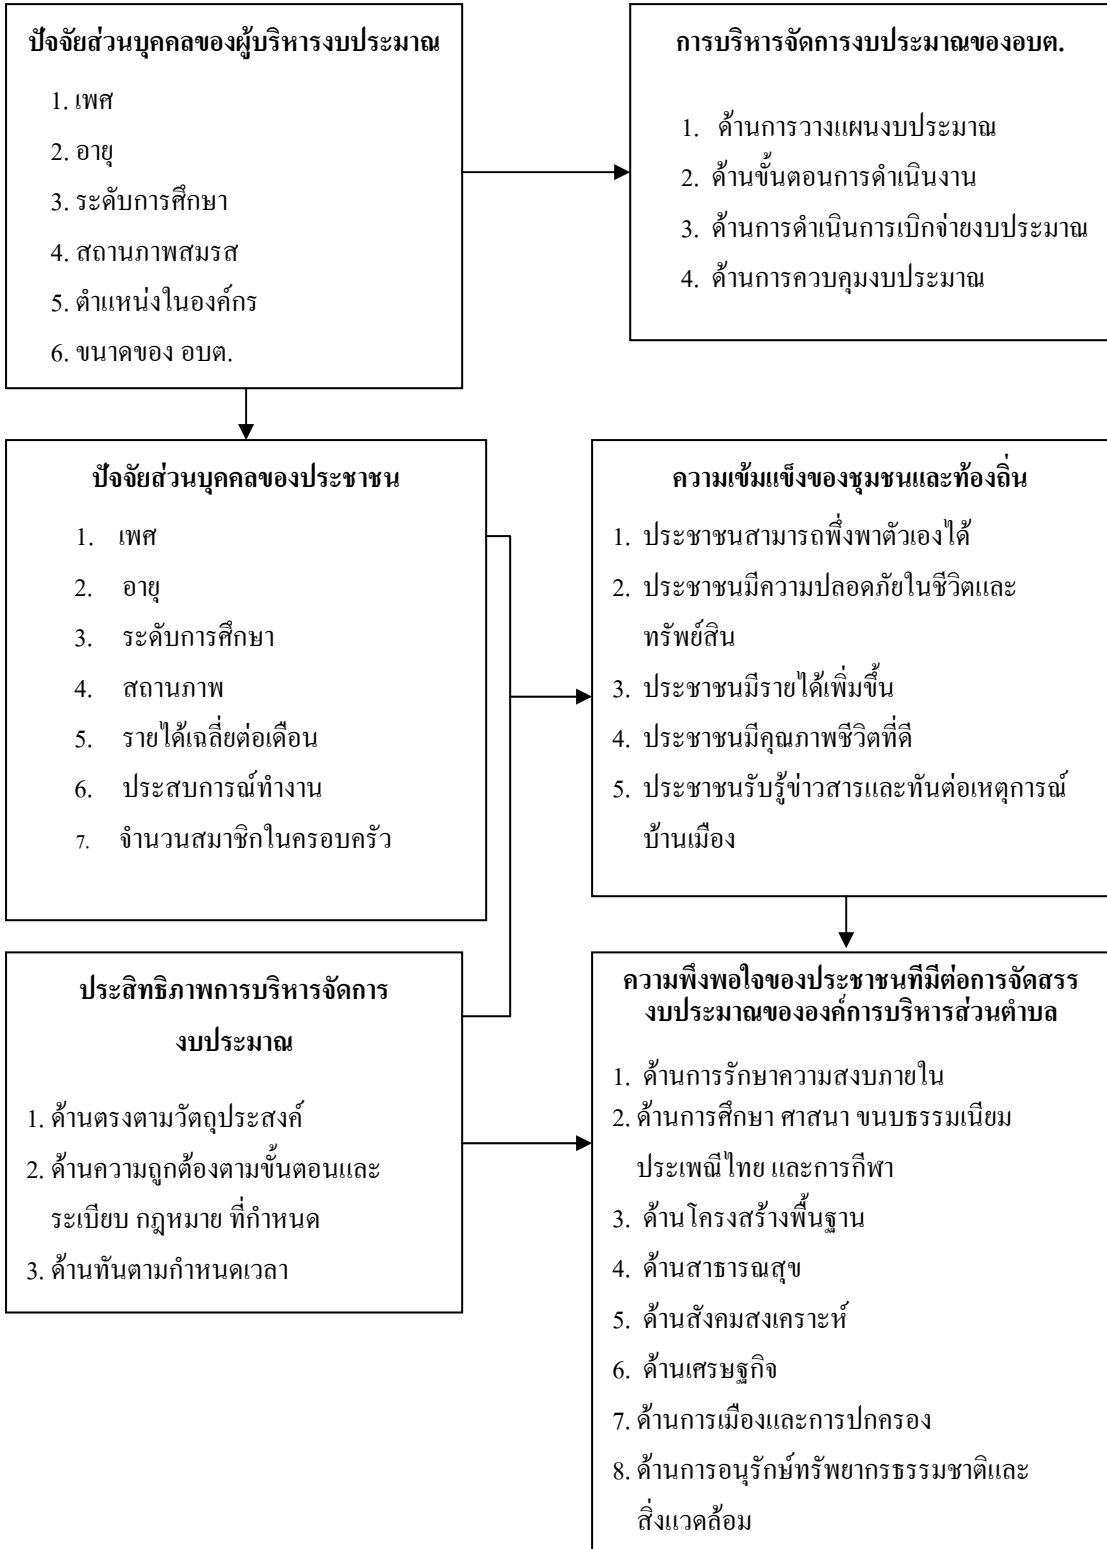 ปัจจัยส่วนบุคคลของผู้บริหารงบประมาณ
1. เพศ
2. อายุ
3. ระดับการศึกษา
4. สถานภาพสมรส
5. ตำแหน่งในองค์กร
6. ขนาดของ อบต.
การบริหารจัดการงบประมาณของอบต.
1. ด้านการวางแผนงบประมาณ
2. ด้านขั้นตอนการดำเนินงาน
3. ด้านการดำเนินการเบิกจ่ายงบประมาณ
4. ด้านการควบคุมงบประมาณ
ปัจจัยส่วนบุคคลของประชาชน
1. เพศ
2. อายุ
3. ระดับการศึกษา
4. สถานภาพ
5. รายได้เฉลี่ยต่อเดือน
6. ประสบการณ์ทำงาน
7. จำนวนสมาชิกในครอบครัว
ความเข้มแข็งของชุมชนและท้องถิ่น
1. ประชาชนสามารถพึ่งพาตัวเองได้
2. ประชาชนมีความปลอดภัยในชีวิตและ
ทรัพย์สิน
3. ประชาชนมีรายได้เพิ่มขึ้น
4. ประชาชนมีคุณภาพชีวิตที่ดี
5. ประชาชนรับรู้ข่าวสารและทันต่อเหตุการณ์
บ้านเมือง
ประสิทธิภาพการบริหารจัดการ
งบประมาณ
1. ด้านตรงตามวัตถุประสงค์
2. ด้านความถูกต้องตามขั้นตอนและ
ระเบียบ กฎหมาย ที่กำหนด
3. ด้านทันตามกำหนดเวลา
ความพึงพอใจของประชาชนที่มีต่อการจัดสรร
งบประมาณขององค์การบริหารส่วนตำบล
1. ด้านการรักษาความสงบภายใน
2. ด้านการศึกษา ศาสนา ขนบธรรมเนียม
ประเพณีไทย และการกีฬา
3. ด้านโครงสร้างพื้นฐาน
4. ด้านสาธารณสุข
5. ด้านสังคมสงเคราะห์
6. ด้านเศรษฐกิจ
7. ด้านการเมืองและการปกครอง
8. ด้านการอนุรักษ์ทรัพยากรธรรมชาติและ
สิ่งแวดล้อม